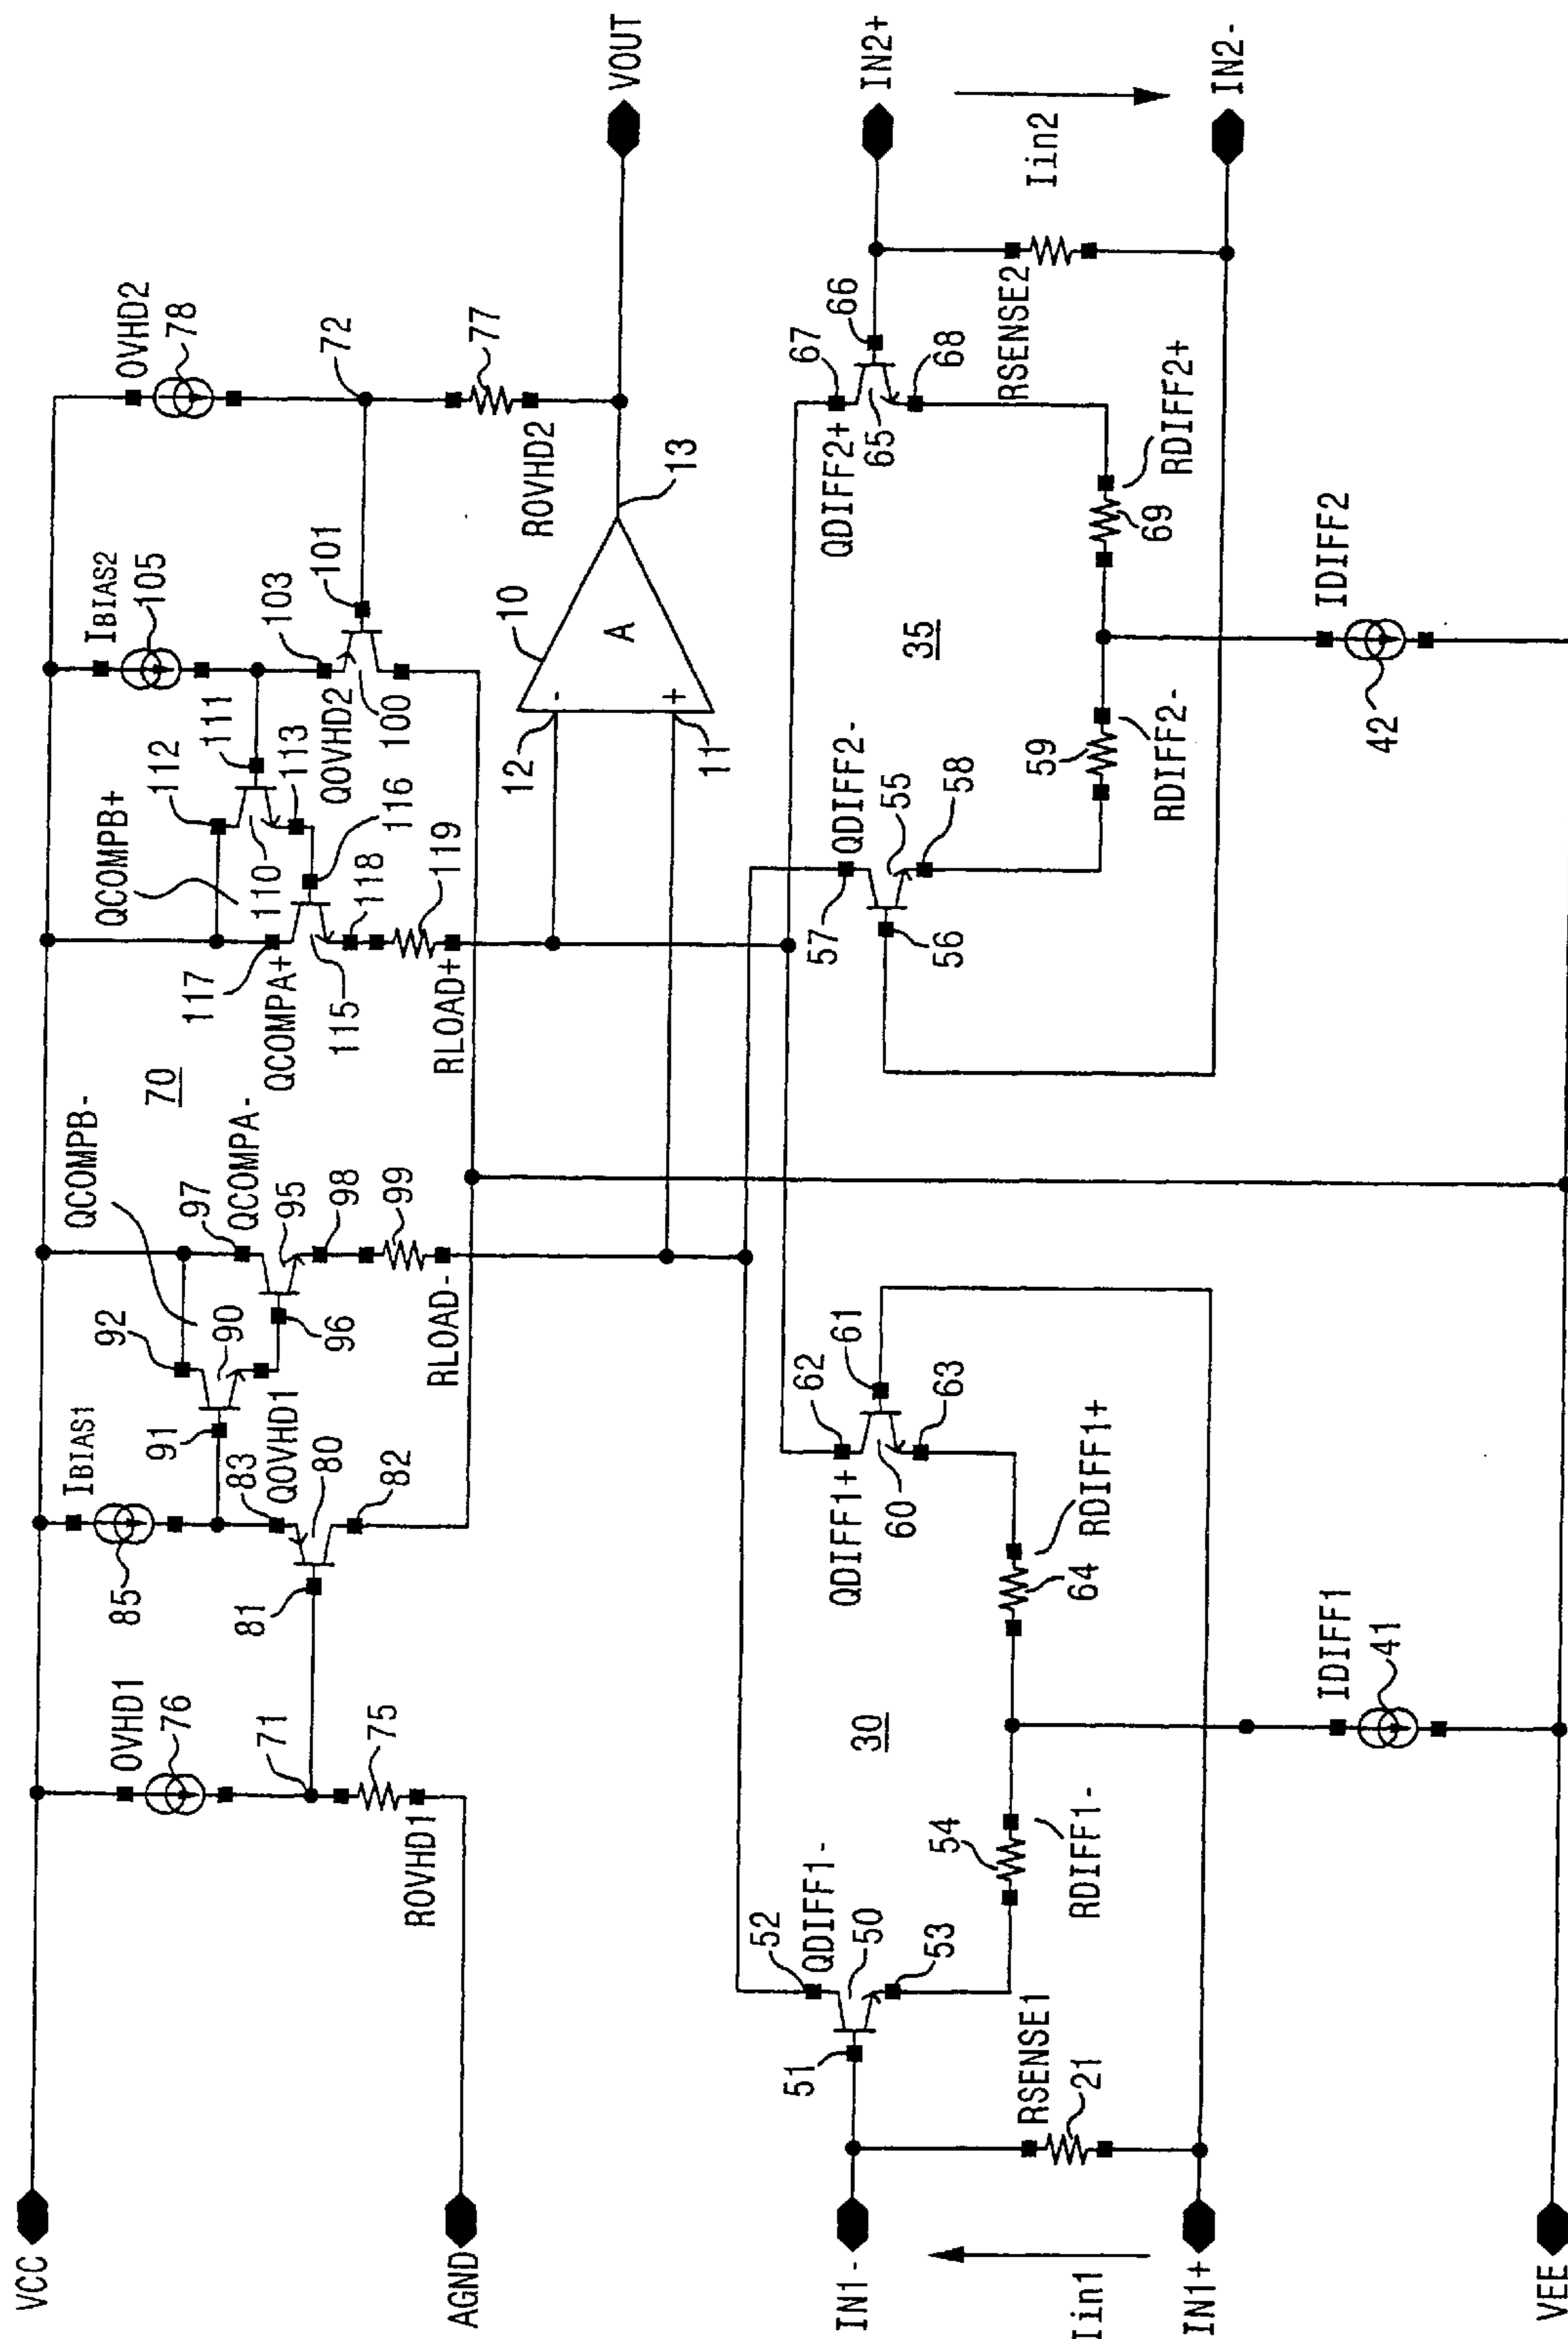 VCC
AGND
OVHD1
76
71
ROVHD1
75
IBIAS1
85
81
83
QOVHD1
80
82
91
92
90
QCOMPB-
97
QCOMPA-
95
96
98
99
RLOAD-
70
QCOMPB+
117
QCOMPA+
115
110
112
111
113
116
118
119
RLOAD+
IBIAS2
105
103
QOVHD2
100
101
OVHD2
78
72
77
ROVHD2
VOUT
10
A
-
+
12
11
13
IN1-
Iin1
IN1+
VEE
51
52
QDIFF1-
50
53
RSENSE1
21
54
RDIFF1-
30
62
QDIFF1+
60
61
63
64
RDIFF1+
IDIFF1
41
57
QDIFF2-
55
56
58
59
RDIFF2-
35
67
QDIFF2+
65
66
68
69
RDIFF2+
RSENSE2
IDIFF2
42
IN2+
Iin2
IN2-